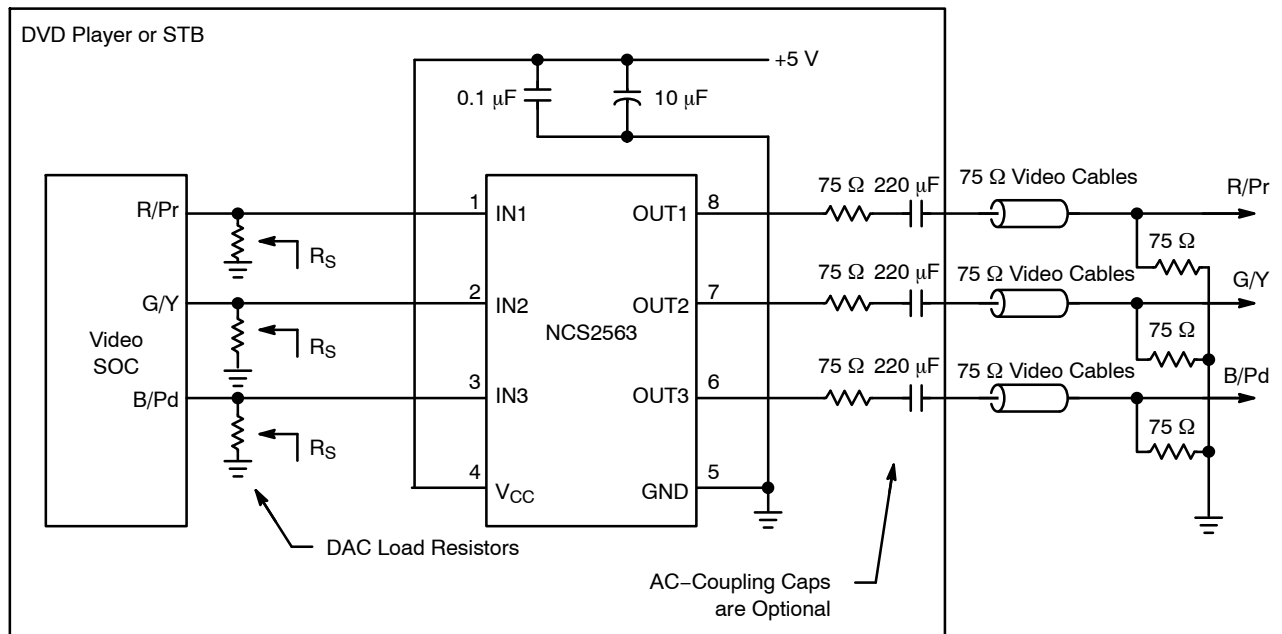 DVD Player or STB
+5 V
0.1 μF
10 μF
75 Ω 220 μF
75 Ω Video Cables
R/Pr
R/Pr
1
IN1
OUT1
8
75 Ω
RS
75 Ω 220 μF
75 Ω Video Cables
G/Y
G/Y
2
IN2
OUT2
7
Video
SOC
RS
NCS2563
75 Ω
75 Ω 220 μF
75 Ω Video Cables
B/Pd
B/Pd
3
IN3
OUT3
6
75 Ω
RS
4
VCC
GND
5
DAC Load Resistors
AC−Coupling Caps
are Optional